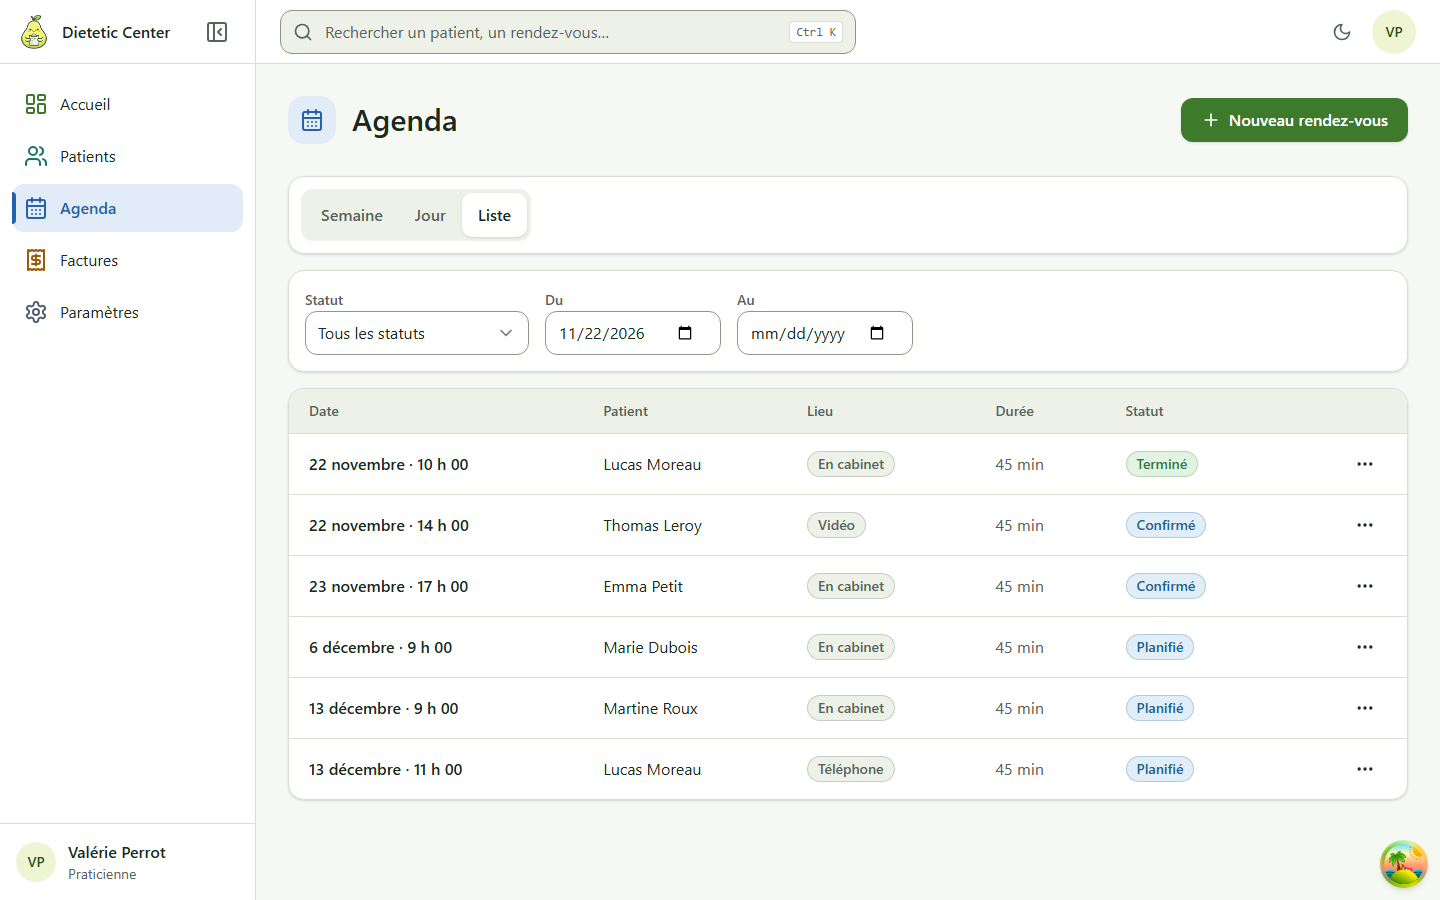 Dietetic Center
Rechercher un patient, un rendez-vous...
Ctrl K
VP
Accueil
Patients
Agenda
Factures
Paramètres
Agenda
Nouveau rendez-vous
Semaine Jour Liste
Statut Du Au
Tous les statuts 11/22/2026 mm/dd/yyyy
Date Patient Lieu Durée Statut
22 novembre · 10 h 00 Lucas Moreau En cabinet 45 min Terminé
22 novembre · 14 h 00 Thomas Leroy Vidéo 45 min Confirmé
23 novembre · 17 h 00 Emma Petit En cabinet 45 min Confirmé
6 décembre · 9 h 00 Marie Dubois En cabinet 45 min Planifié
13 décembre · 9 h 00 Martine Roux En cabinet 45 min Planifié
13 décembre · 11 h 00 Lucas Moreau Téléphone 45 min Planifié
VP
Valérie Perrot
Praticienne